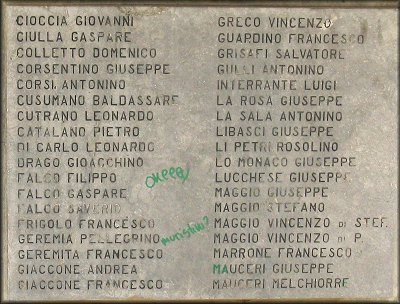 CIOCCIA GIOVANNI
CIULLA GASPARE
COLLETTO DOMENICO
CORSENTINO GIUSEPPE
CORSI ANTONINO
CUSUMANO BALDASSARE
CUTRANO LEONARDO
CATALANO PIETRO
DI CARLO LEONARDO
DRAGO GIOACCHINO
FALCO FILIPPO
FALCO GASPARE
FALCO SAVERIO
FRIGOLO FRANCESCO
GEREMIA PELLEGRINO
GEREMITA FRANCESCO
GIACCONE ANDREA
GIACCONE FRANCESCO
GRECO VINCENZO
GUARDINO FRANCESCO
GRISAFI SALVATORE
GULLI ANTONINO
INTERRANTE LUIGI
LA ROSA GIUSEPPE
LA SALA ANTONINO
LIBASCI GIUSEPPE
LI PETRI ROSOLINO
LO MONACO GIUSEPPE
LUCCHESE GIUSEPPE
MAGGIO GIUSEPPE
MAGGIO STEFANO
MAGGIO VINCENZO DI STEF.
MAGGIO VINCENZO DI P.
MARRONE FRANCESCO
MAUCERI GIUSEPPE
MAUCERI MELCHIORRE